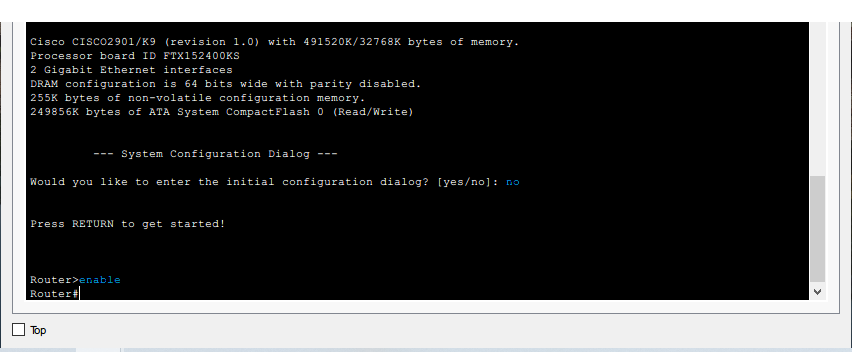 Cisco CISCO2901/K9 (revision 1.0) with 491520K/32768K bytes of memory.
Processor board ID FTX152400KS
2 Gigabit Ethernet interfaces
DRAM configuration is 64 bits wide with parity disabled.
255K bytes of non-volatile configuration memory.
249856K bytes of ATA System CompactFlash 0 (Read/Write)
--- System Configuration Dialog ---
Would you like to enter the initial configuration dialog? [yes/no]: no
Press RETURN to get started!
Router>enable
Router#
Top